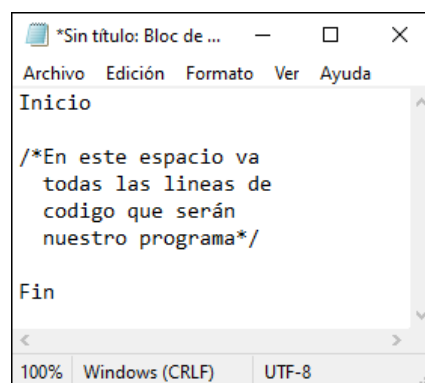 *Sin título: Bloc de ...
Archivo Edición Formato Ver Ayuda
Inicio
/*En este espacio va
todas las lineas de
codigo que serán
nuestro programa*/
Fin
100% Windows (CRLF) UTF-8